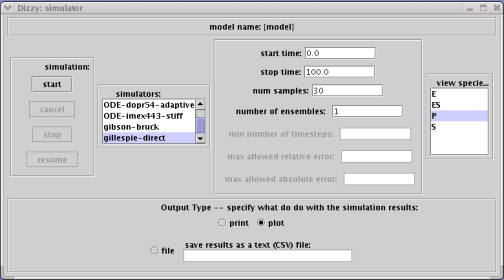 Dizzy: simulator
model name: [model]
simulation:
start
cancel
stop
resume
simulators:
ODE-dopr54-adaptive
ODE-imex443-stiff
gibson-bruck
gillespie-direct
start time: 0.0
stop time: 100.0
num samples: 30
number of ensembles: 1
min number of timesteps:
max allowed relative error:
max allowed absolute error:
view specie...
E
ES
P
S
Output Type -- specify what do do with the simulation results:
print plot
file save results as a text (CSV) file: